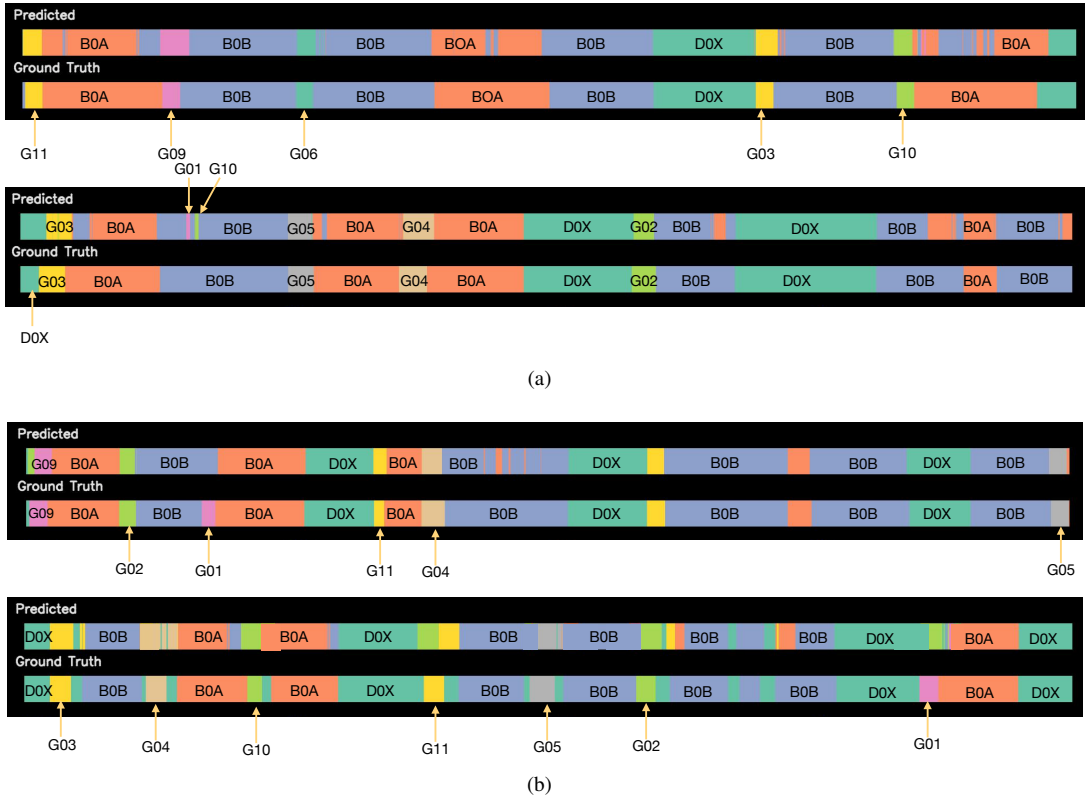 Predicted
B0A B0B B0B BOA B0B D0X B0B B0A
Ground Truth
B0A B0B B0B BOA B0B D0X B0B B0A
G11 G09 G06 G03 G10
G01 G10
Predicted
G03 B0A B0B G05 B0A G04 B0A D0X G02 B0B D0X B0B B0A B0B
Ground Truth
G03 B0A B0B G05 B0A G04 B0A D0X G02 B0B D0X B0B B0A B0B
D0X
(a)
Predicted
G09 B0A B0B B0A D0X B0A B0B D0X B0B B0B D0X B0B
Ground Truth
G09 B0A B0B B0A D0X B0A B0B D0X B0B B0B D0X B0B
G02 G01 G11 G04 G05
Predicted
D0X B0B B0A B0A D0X B0B B0B B0B B0B D0X B0A D0X
Ground Truth
D0X B0B B0A B0A D0X B0B B0B B0B B0B D0X B0A D0X
G03 G04 G10 G11 G05 G02 G01
(b)